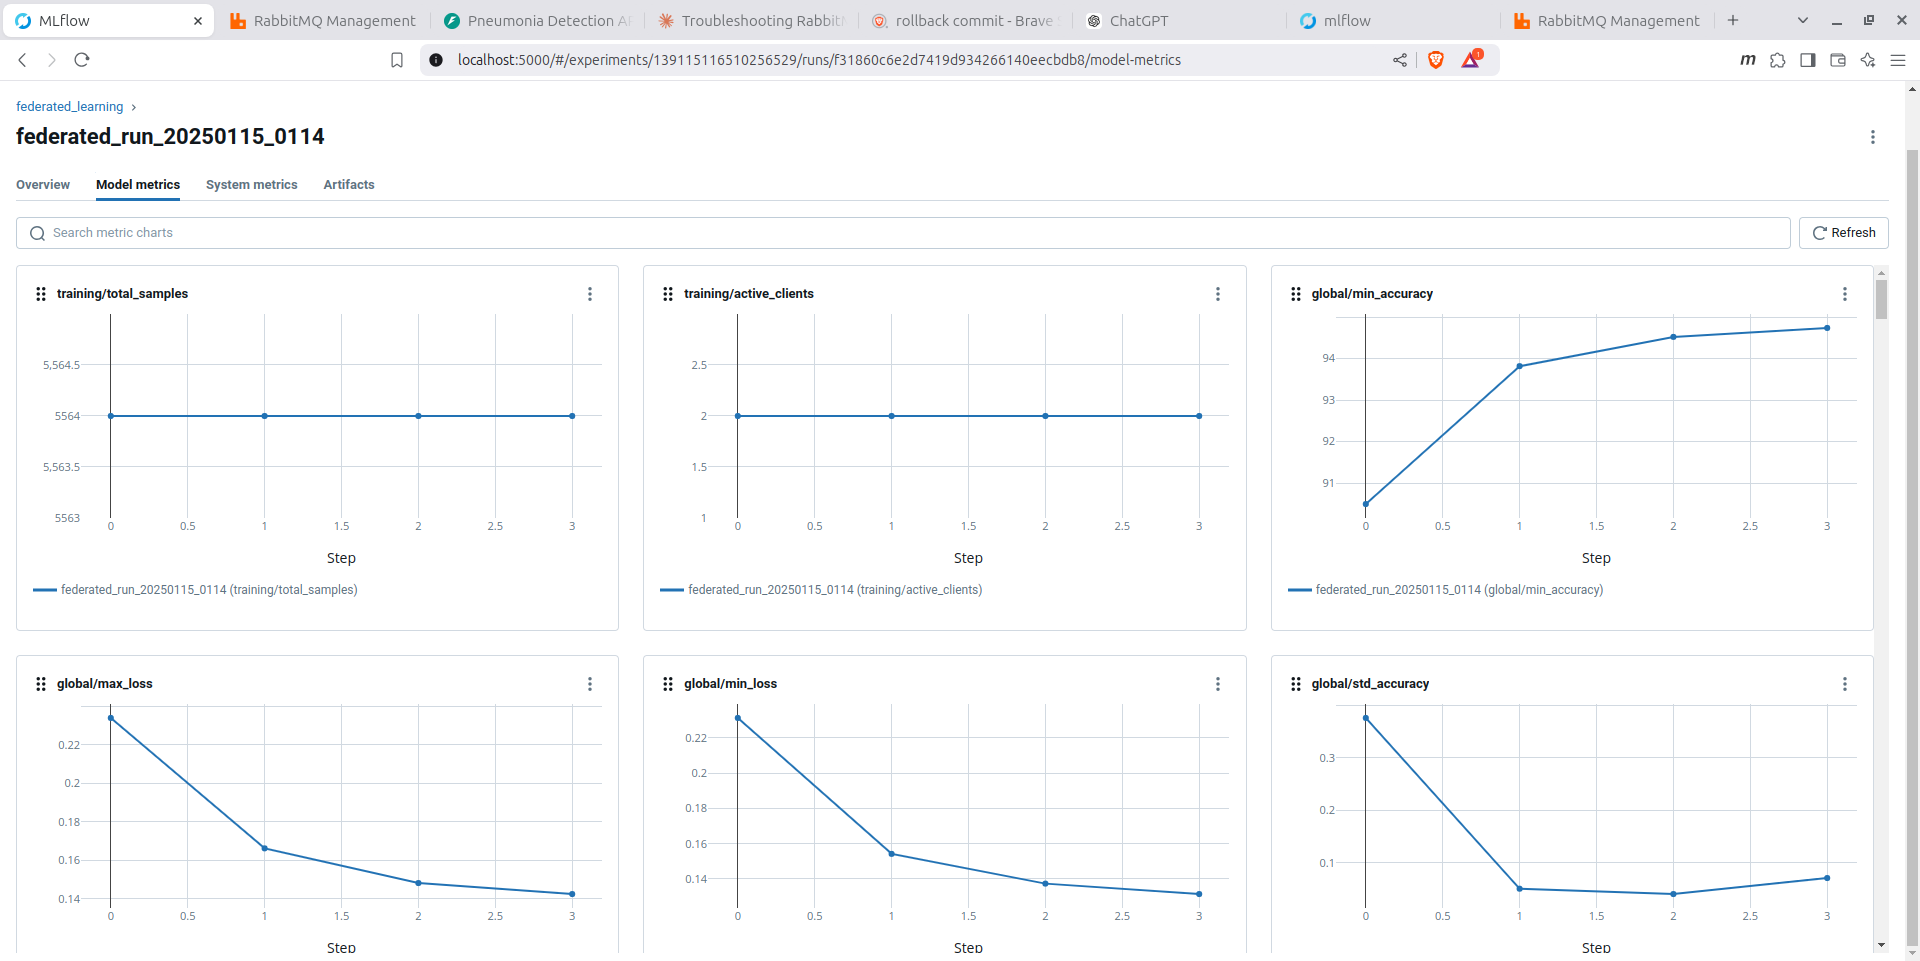 MLflow
RabbitMQ Management
Pneumonia Detection
Troubleshooting
rollback commit - Brave
ChatGPT
mlflow
RabbitMQ Management
localhost:5000/#/experiments/139115116510256529/runs/f31860c6e2d7419d934266140eecbdb8/model-metrics
1
m
federated_learning
federated_run_20250115_0114
Overview Model metrics System metrics Artifacts
Search metric charts
Refresh
training/total_samples
5,564.5
5564
5,563.5
5563
0 0.5 1 1.5 2 2.5 3
Step
federated_run_20250115_0114 (training/total_samples)
training/active_clients
2.5
2
1.5
1
0 0.5 1 1.5 2 2.5 3
Step
federated_run_20250115_0114 (training/active_clients)
global/min_accuracy
94
93
92
91
0 0.5 1 1.5 2 2.5 3
Step
federated_run_20250115_0114 (global/min_accuracy)
global/max_loss
0.22
0.2
0.18
0.16
0.14
0 0.5 1 1.5 2 2.5 3
Step
global/min_loss
0.22
0.2
0.18
0.16
0.14
0 0.5 1 1.5 2 2.5 3
Step
global/std_accuracy
0.3
0.2
0.1
0 0.5 1 1.5 2 2.5 3
Step